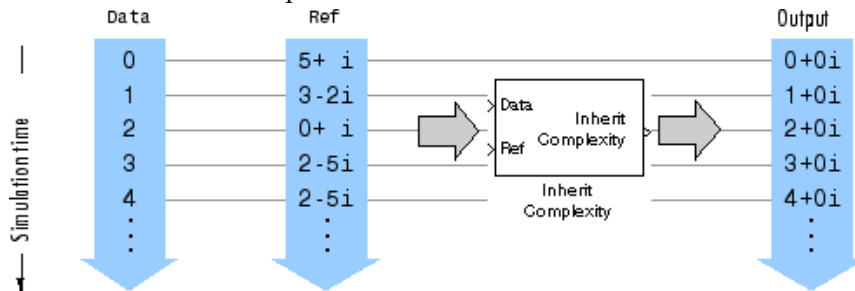 Data Ref Output
0 5+ i 0+0i
1 3-2i 1+0i
2 0+ i 2+0i
3 2-5i 3+0i
4 2-5i 4+0i
Data
Ref
Inherit
Complexity
Inherit
Complexity
Simulation time